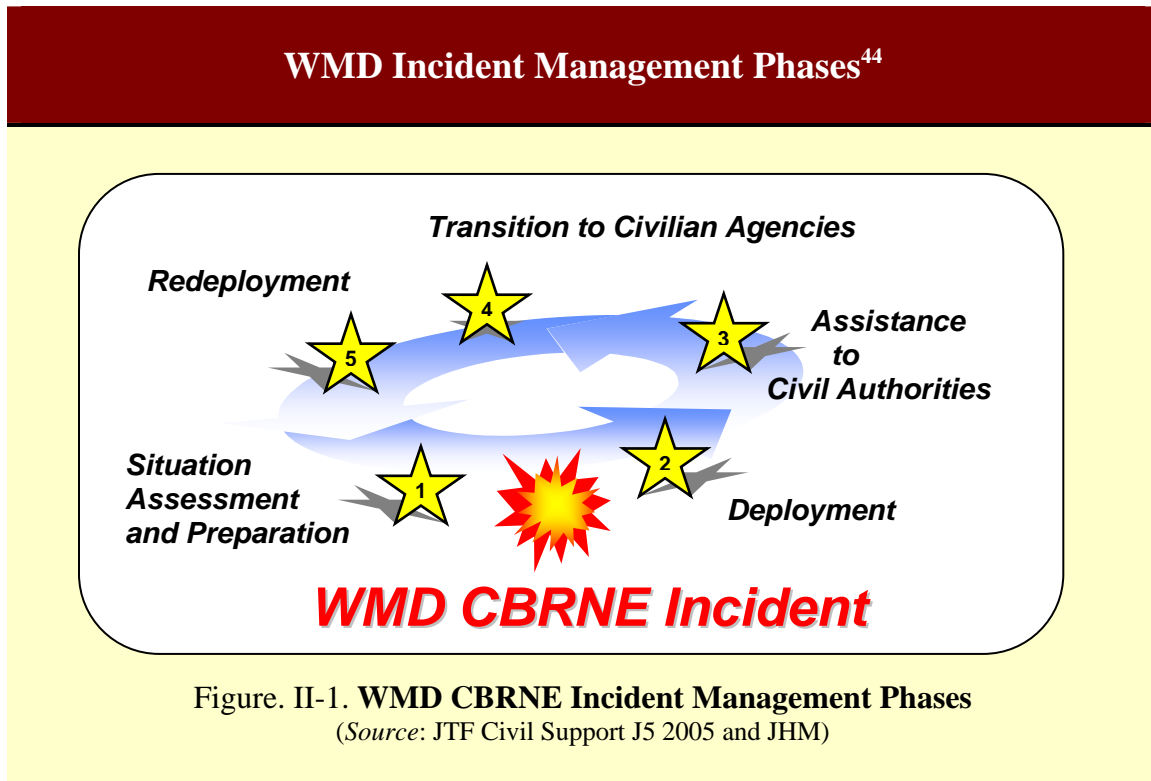 WMD Incident Management Phases44
Transition to Civilian Agencies
Redeployment
4
3
Assistance
to
Civil Authorities
5
Situation
Assessment
and Preparation
1
2
Deployment
WMD CBRNE Incident
Figure. II-1. WMD CBRNE Incident Management Phases
(Source: JTF Civil Support J5 2005 and JHM)